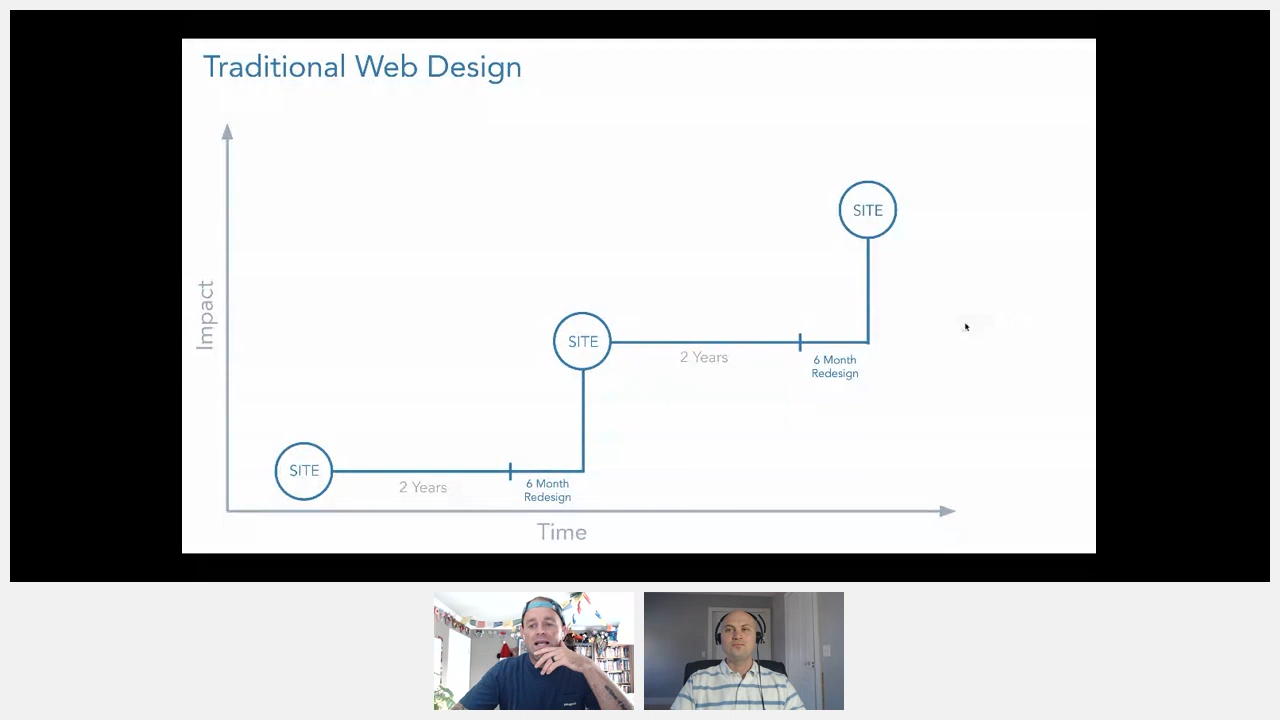 Traditional Web Design
SITE
Impact
SITE
2 Years
6 Month
Redesign
SITE
2 Years
6 Month
Redesign
Time